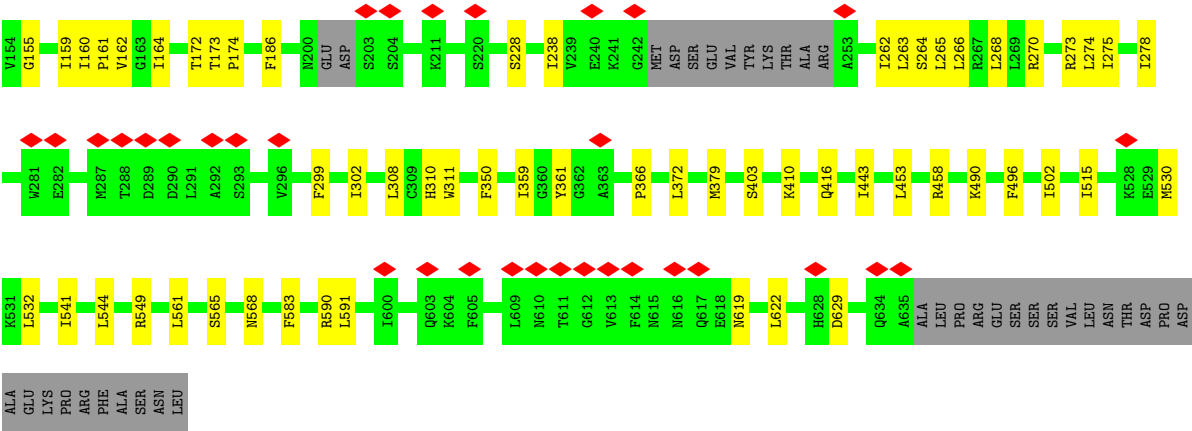 V154 G155 I159 I160 P161 V162 G163 I164 T172 T173 P174 F186 N200 GLU ASP S203 S204 K211 S220 S228 I238 V239 E240 K241 G242 MET ASP SER GLU VAL TYR LYS THR ALA ARG A253 I262 L263 S264 L265 L266 R267 L268 L269 R270 R273 L274 I275 I278
W281 E282 M287 T288 D289 D290 L291 A292 S293 V296 F299 I302 L308 C309 H310 W311 F350 I359 G360 Y361 G362 A363 P366 L372 M379 S403 K410 Q416 I443 L453 R458 K490 F496 I502 I515 K528 E529 M530
K531 L532 I541 L544 R549 L561 S565 N568 F583 R590 L591 I600 Q603 K604 F605 L609 N610 T611 G612 V613 F614 N615 N616 Q617 E618 N619 L622 H628 D629 Q634 A635 ALA LEU PRO ARG GLU SER SER SER VAL LEU ASN THR ASP PRO ASP
ALA GLU LYS PRO ARG PHE ALA SER ASN LEU